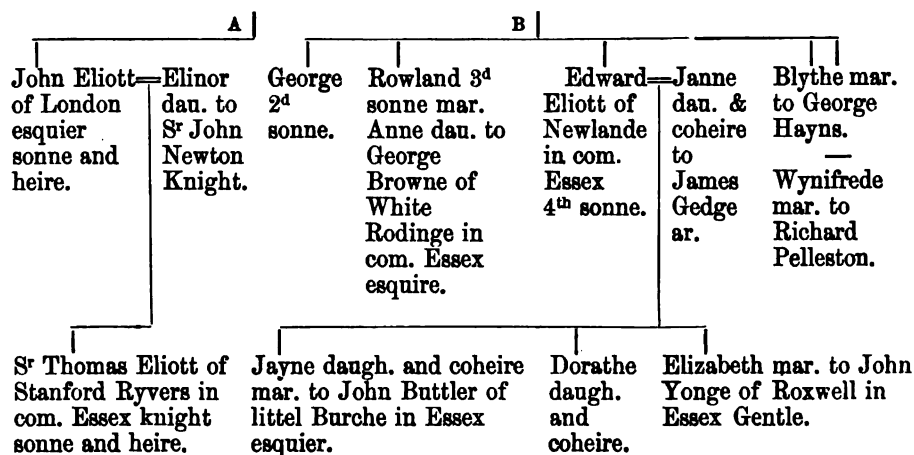 A
B
John Eliott=Elinor
of London dau. to
esquier Sr John
sonne and Newton
heire. Knight.
George
2d
sonne.
Rowland 3d
sonne mar.
Anne dau. to
George
Browne of
White
Rodinge in
com. Essex
esquire.
Edward=Janne
Eliott of dau. &
Newlande coheire
in com. to
Essex James
4th sonne. Gedge
ar.
Blythe mar.
to George
Hayns.
—
Wynifrede
mar. to
Richard
Pelleston.
Sr Thomas Eliott of
Stanford Ryvers in
com. Essex knight
sonne and heire.
Jayne daugh. and coheire
mar. to John Buttler of
littel Burche in Essex
esquier.
Dorathe
daugh.
and
coheire.
Elizabeth mar. to John
Yonge of Roxwell in
Essex Gentle.